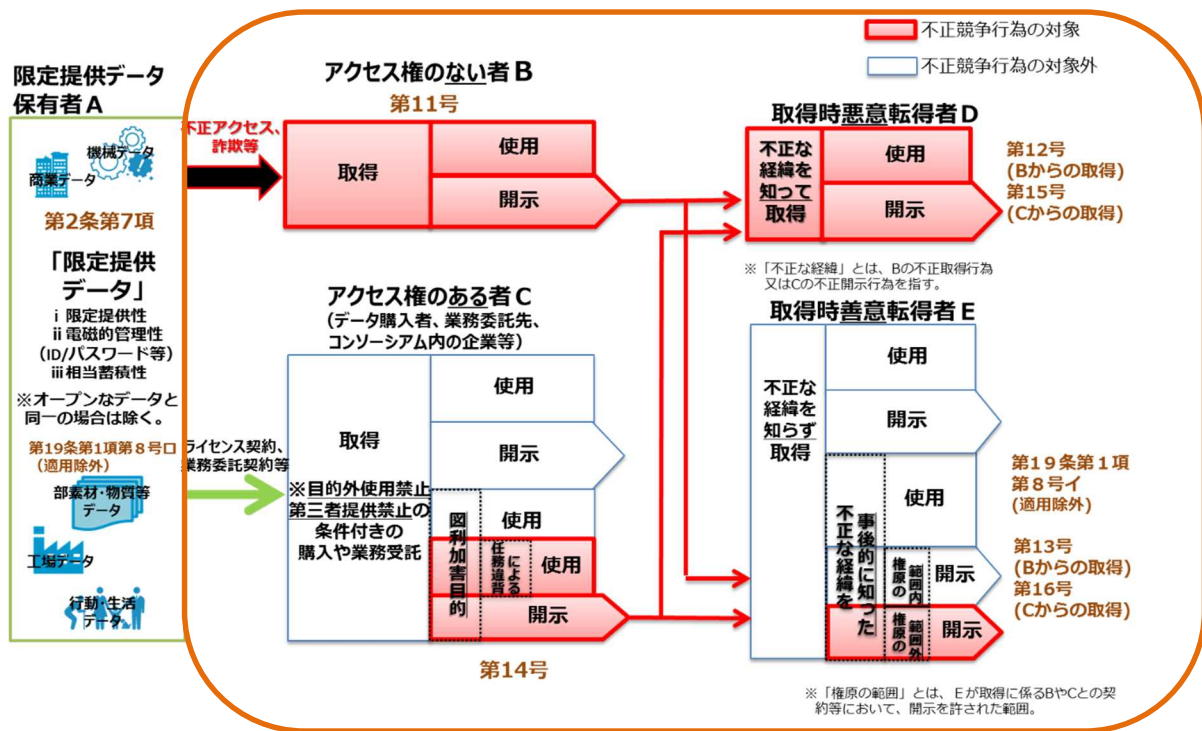 不正競争行為の対象
不正競争行為の対象外
限定提供データ
保有者A
機械データ
商業データ
第2条第7項
「限定提供
データ」
ⅰ 限定提供性
ⅱ 電磁的管理性
（ID/パスワード等）
ⅲ 相当蓄積性
※オープンなデータと
同一の場合は除く。
第19条第1項第8号ロ
（適用除外）
部素材・物質等
データ
工場データ
行動・生活
データ
不正アクセス、
詐欺等
ライセンス契約、
業務委託契約等
アクセス権のない者B
第11号
取得
使用
開示
アクセス権のある者C
（データ購入者、業務委託先、
コンソーシアム内の企業等）
取得
※目的外使用禁止
第三者提供禁止の
条件付きの
購入や業務受託
使用
開示
図利加害目的
使用
による
任務違背
使用
開示
第14号
取得時悪意転得者D
不正な
経緯を
知って
取得
使用
開示
第12号
(Bからの取得)
第15号
(Cからの取得)
※「不正な経緯」とは、Bの不正取得行為
又はCの不正開示行為を指す。
取得時善意転得者E
不正な
経緯を
知らず
取得
使用
開示
事後的に知った
不正な経緯を
使用
範囲内
権原の
開示
範囲外
権原の
開示
第19条第1項
第8号イ
(適用除外)
第13号
(Bからの取得)
第16号
(Cからの取得)
※「権原の範囲」とは、Eが取得に係るBやCとの契
約等において、開示を許された範囲。